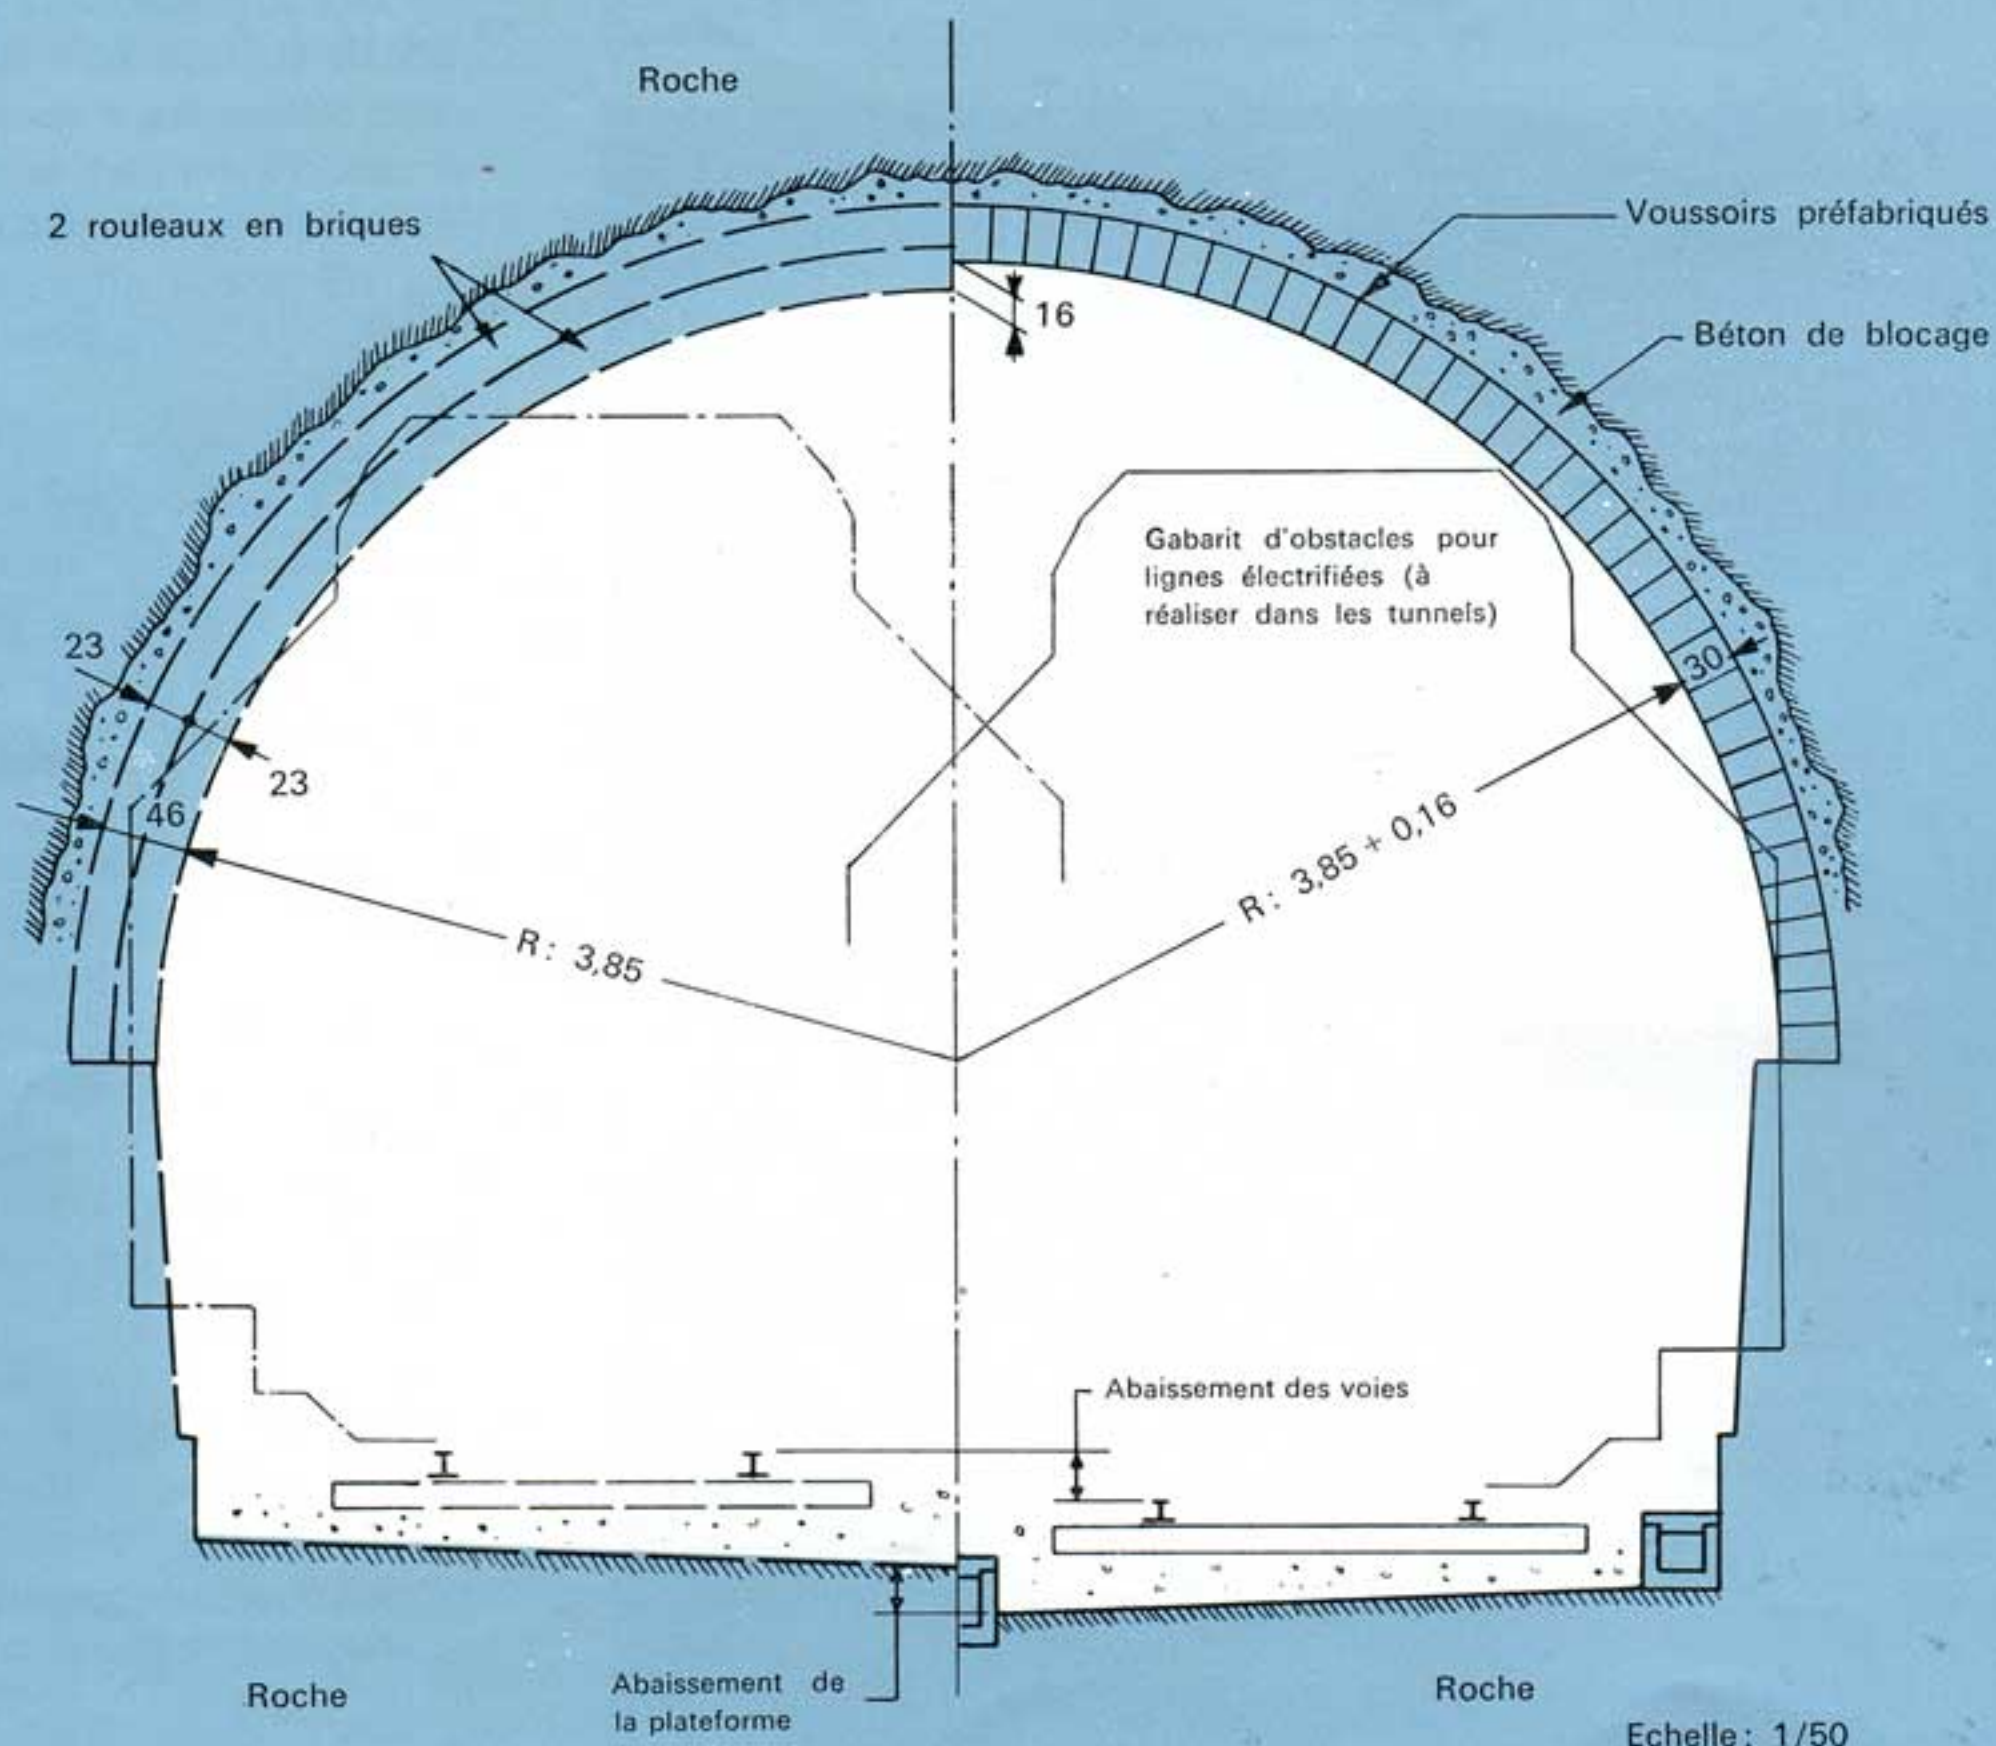 Roche
2 rouleaux en briques
Voussoirs préfabriqués
16
Béton de blocage
Gabarit d'obstacles pour
lignes électrifiées (à
réaliser dans les tunnels)
23
30
23
46
R: 3,85 + 0,16
R: 3,85
Abaissement des voies
Abaissement de
la plateforme
Roche
Roche
Echelle: 1/50